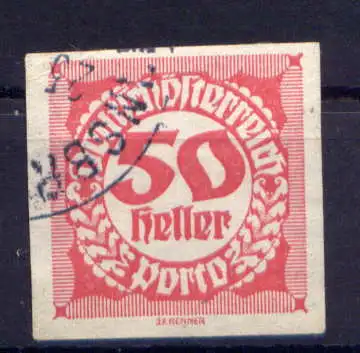 Deutschösterreich
50
heller
porto
J.F.RENNER